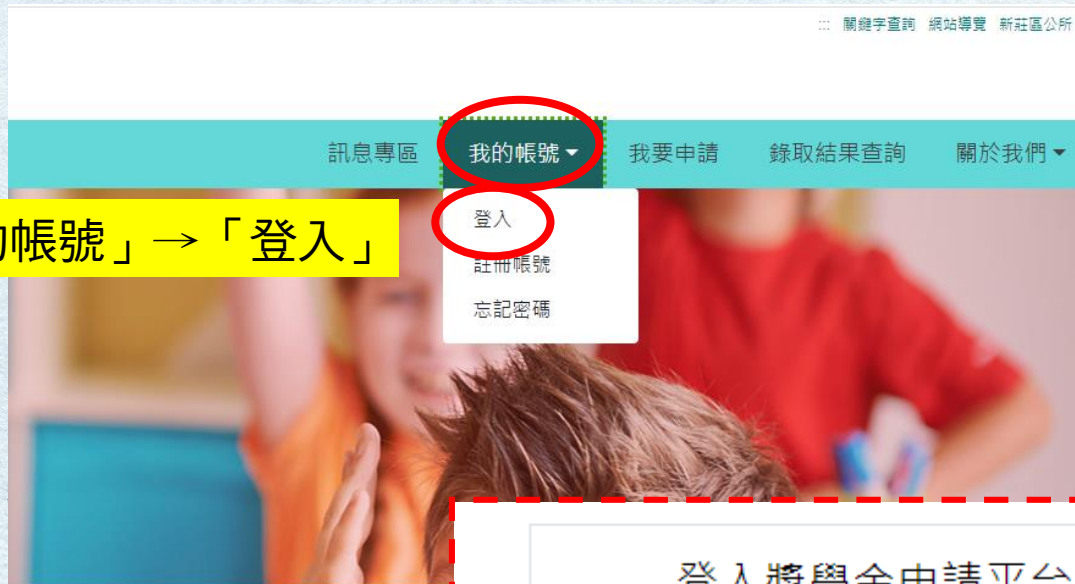 ::: 關鍵字查詢 網站導覽 新莊區公所
訊息專區 我的帳號 我要申請 錄取結果查詢 關於我們
登入
帳號」→「登入」
註冊帳號
忘記密碼
登入獎學金申請平台